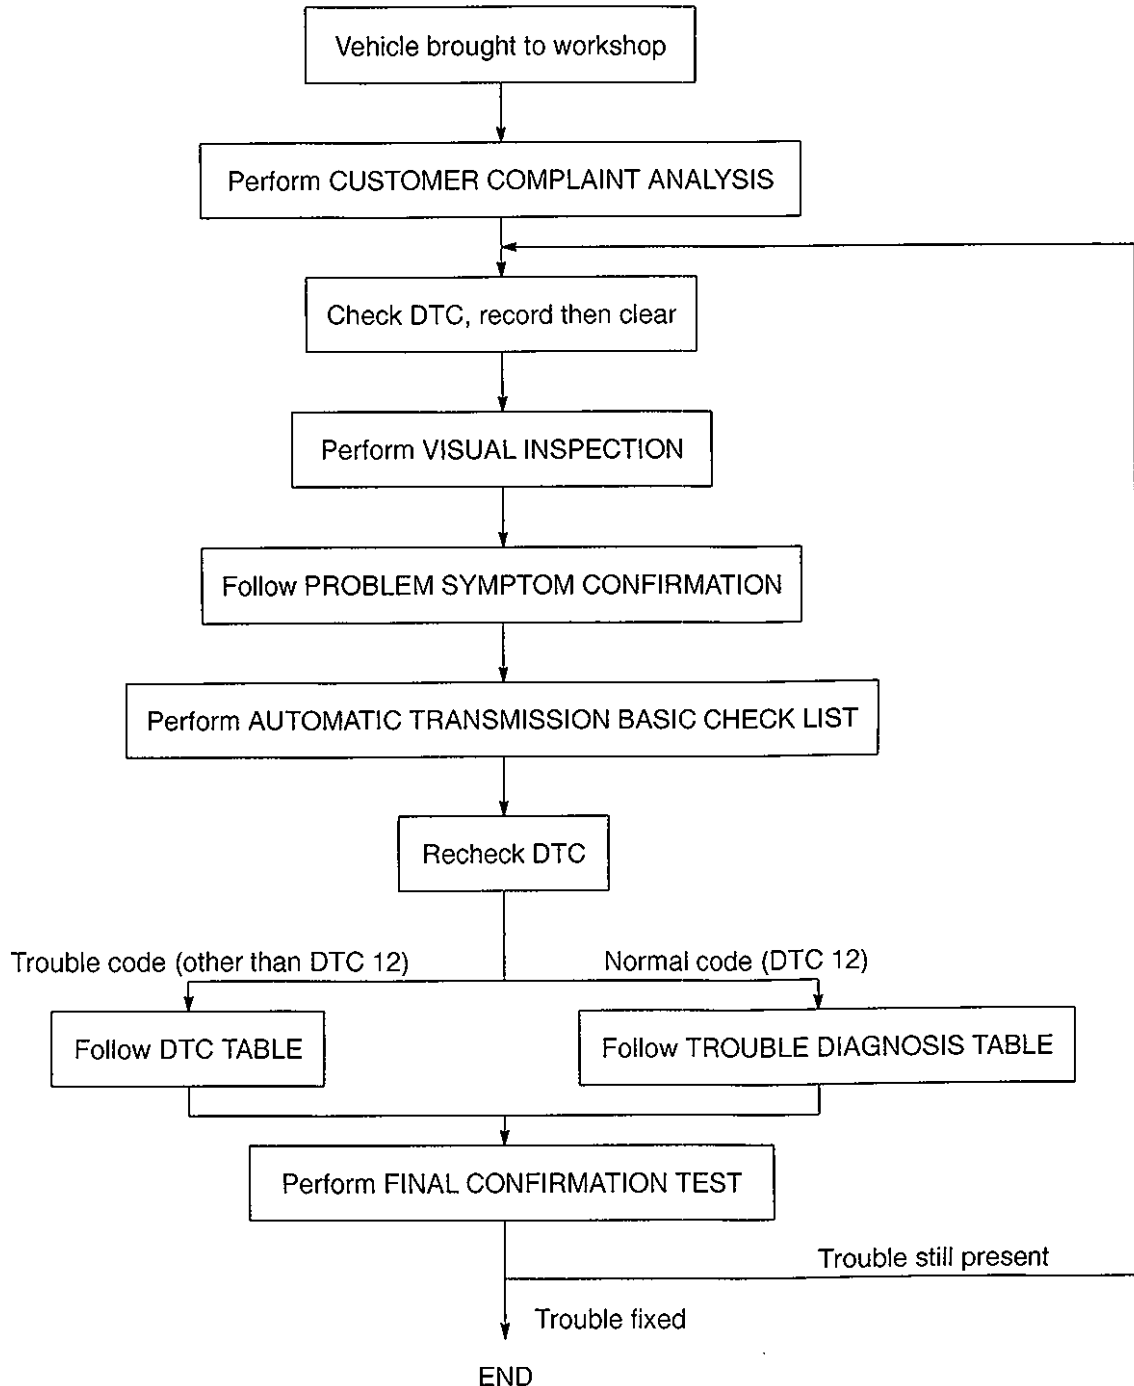 Vehicle brought to workshop
Perform CUSTOMER COMPLAINT ANALYSIS
Check DTC, record then clear
Perform VISUAL INSPECTION
Follow PROBLEM SYMPTOM CONFIRMATION
Perform AUTOMATIC TRANSMISSION BASIC CHECK LIST
Recheck DTC
Trouble code (other than DTC 12)
Normal code (DTC 12)
Follow DTC TABLE
Follow TROUBLE DIAGNOSIS TABLE
Perform FINAL CONFIRMATION TEST
Trouble still present
Trouble fixed
END